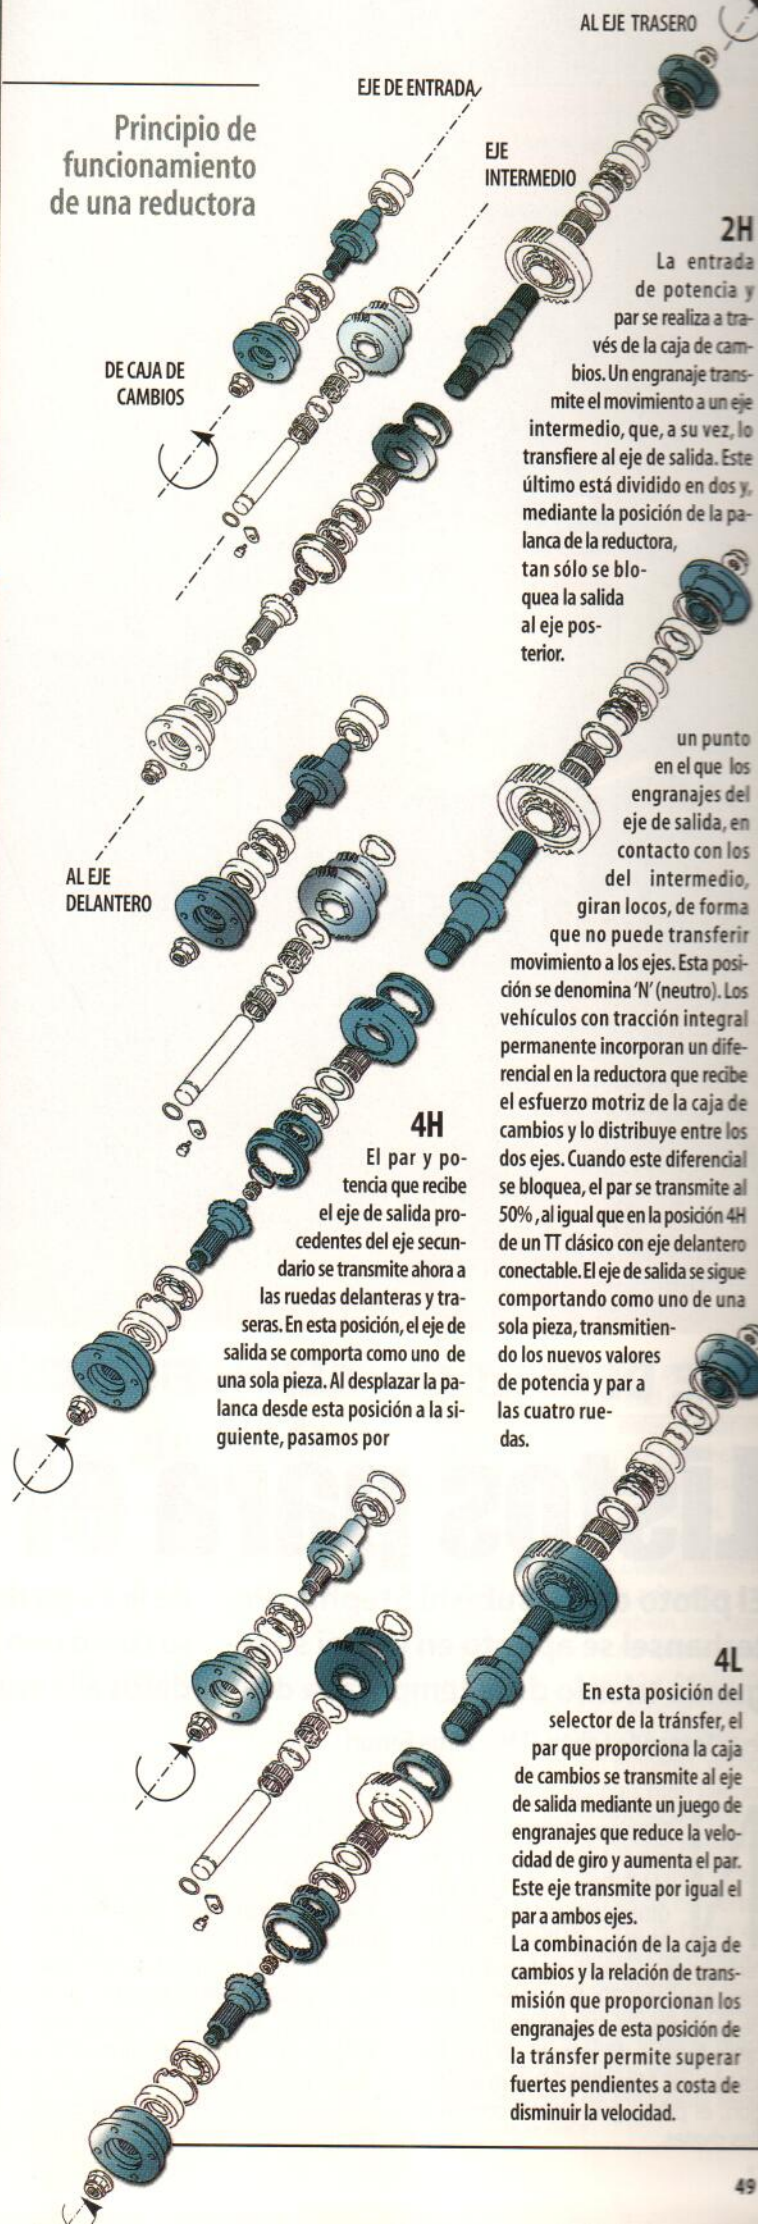 AL EJE TRASERO
EJE DE ENTRADA
Principio de
funcionamiento
de una reductora
EJE
INTERMEDIO
DE CAJA DE
CAMBIOS
AL EJE
DELANTERO
2H
La entrada
de potencia y
par se realiza a tra-
vés de la caja de cam-
bios. Un engranaje trans-
mite el movimiento a un eje
intermedio, que, a su vez, lo
transfiere al eje de salida. Este
último está dividido en dos y,
mediante la posición de la pa-
lanca de la reductora,
tan sólo se blo-
quea la salida
al eje pos-
terior.
4H
El par y po-
tencia que recibe
el eje de salida pro-
cedentes del eje secun-
dario se transmite ahora a
las ruedas delanteras y tra-
seras. En esta posición, el eje de
salida se comporta como uno de
una sola pieza. Al desplazar la pa-
lanca desde esta posición a la si-
guiente, pasamos por
un punto
en el que los
engranajes del
eje de salida, en
contacto con los
del intermedio,
giran locos, de forma
que no puede transferir
movimiento a los ejes. Esta posi-
ción se denomina 'N' (neutro). Los
vehículos con tracción integral
permanente incorporan un dife-
rencial en la reductora que recibe
el esfuerzo motriz de la caja de
cambios y lo distribuye entre los
dos ejes. Cuando este diferencial
se bloquea, el par se transmite al
50%, al igual que en la posición 4H
de un TT clásico con eje delantero
conectable. El eje de salida se sigue
comportando como uno de una
sola pieza, transmitien-
do los nuevos valores
de potencia y par a
las cuatro rue-
das.
4L
En esta posición del
selector de la tránsfer, el
par que proporciona la caja
de cambios se transmite al eje
de salida mediante un juego de
engranajes que reduce la velo-
cidad de giro y aumenta el par.
Este eje transmite por igual el
par a ambos ejes.
La combinación de la caja de
cambios y la relación de trans-
misión que proporcionan los
engranajes de esta posición de
la tránsfer permite superar
fuertes pendientes a costa de
disminuir la velocidad.
49